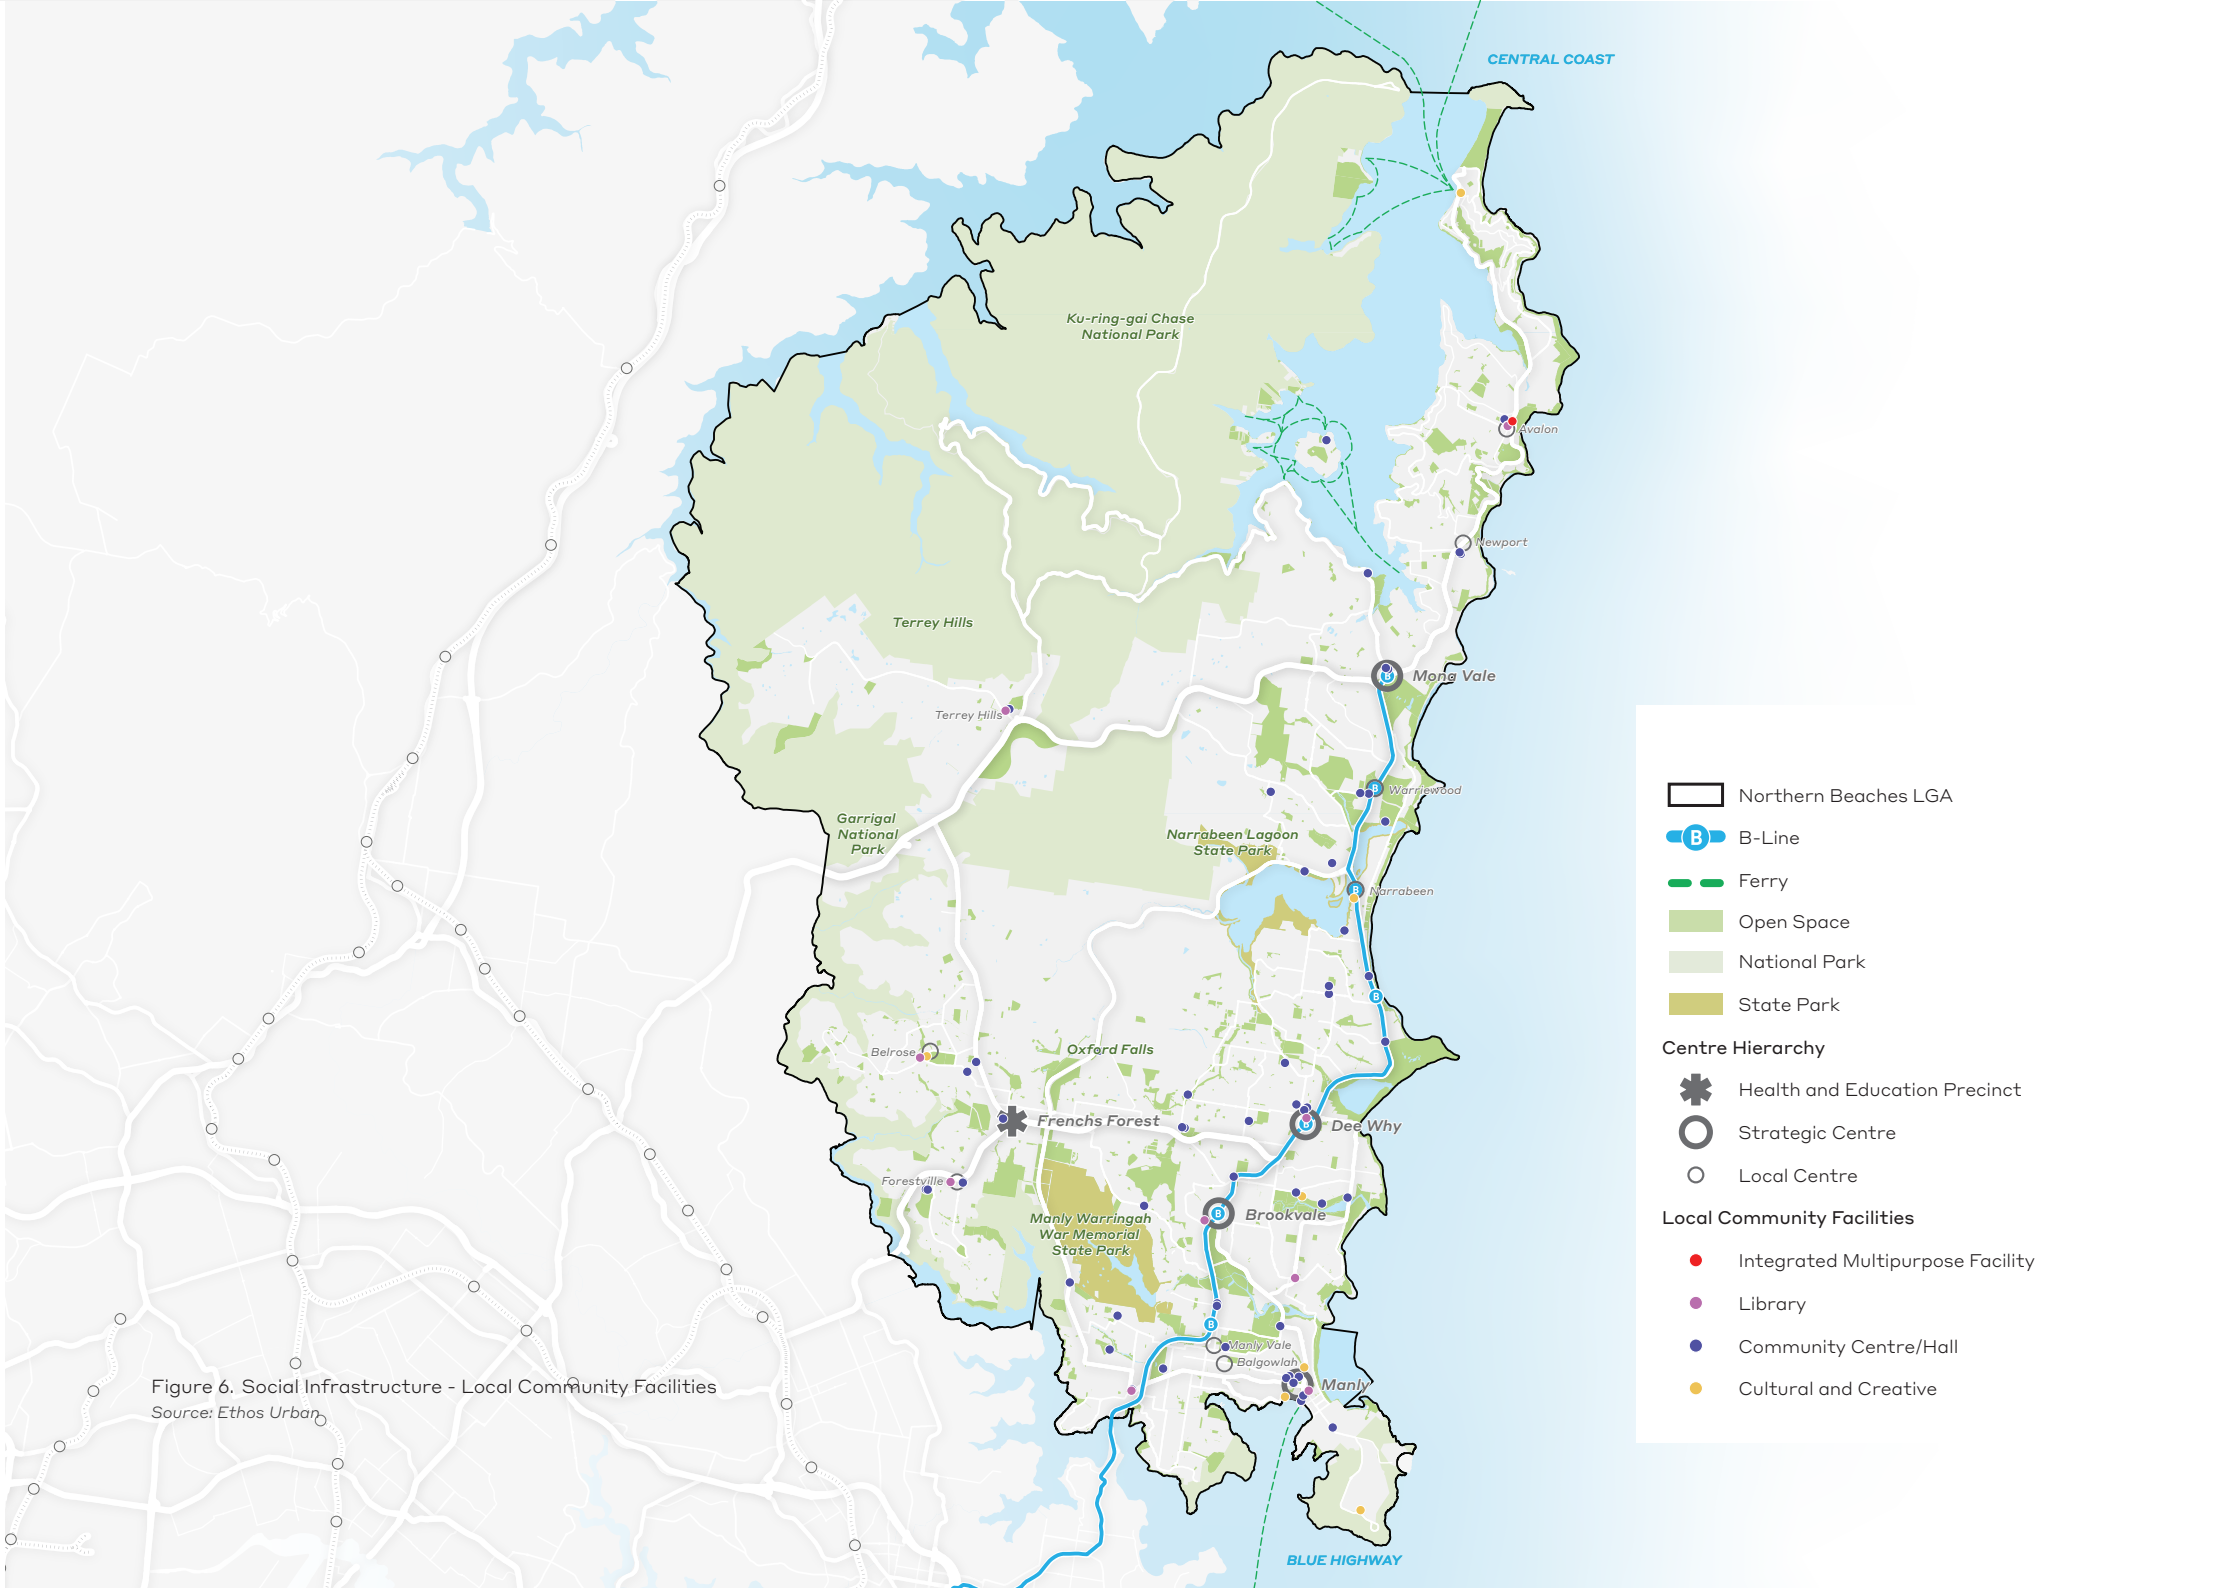 CENTRAL COAST
Ku-ring-gai Chase
National Park
Avalon
Newport
Terrey Hills
Mona Vale
Terrey Hills
Warriewood
Garrigal
National
Park
Narrabeen Lagoon
State Park
Narrabeen
Belrose
Oxford Falls
Frenchs Forest
Dee Why
Forestville
Manly Warringah
War Memorial
State Park
Brookvale
Manly Vale
Balgowlah
Manly
BLUE HIGHWAY
B
B
B
B
B
B
B
Northern Beaches LGA
B
B-Line
Ferry
Open Space
National Park
State Park
Centre Hierarchy
Health and Education Precinct
Strategic Centre
Local Centre
Local Community Facilities
Integrated Multipurpose Facility
Library
Community Centre/Hall
Cultural and Creative
Figure 6. Social Infrastructure - Local Community Facilities
Source: Ethos Urban